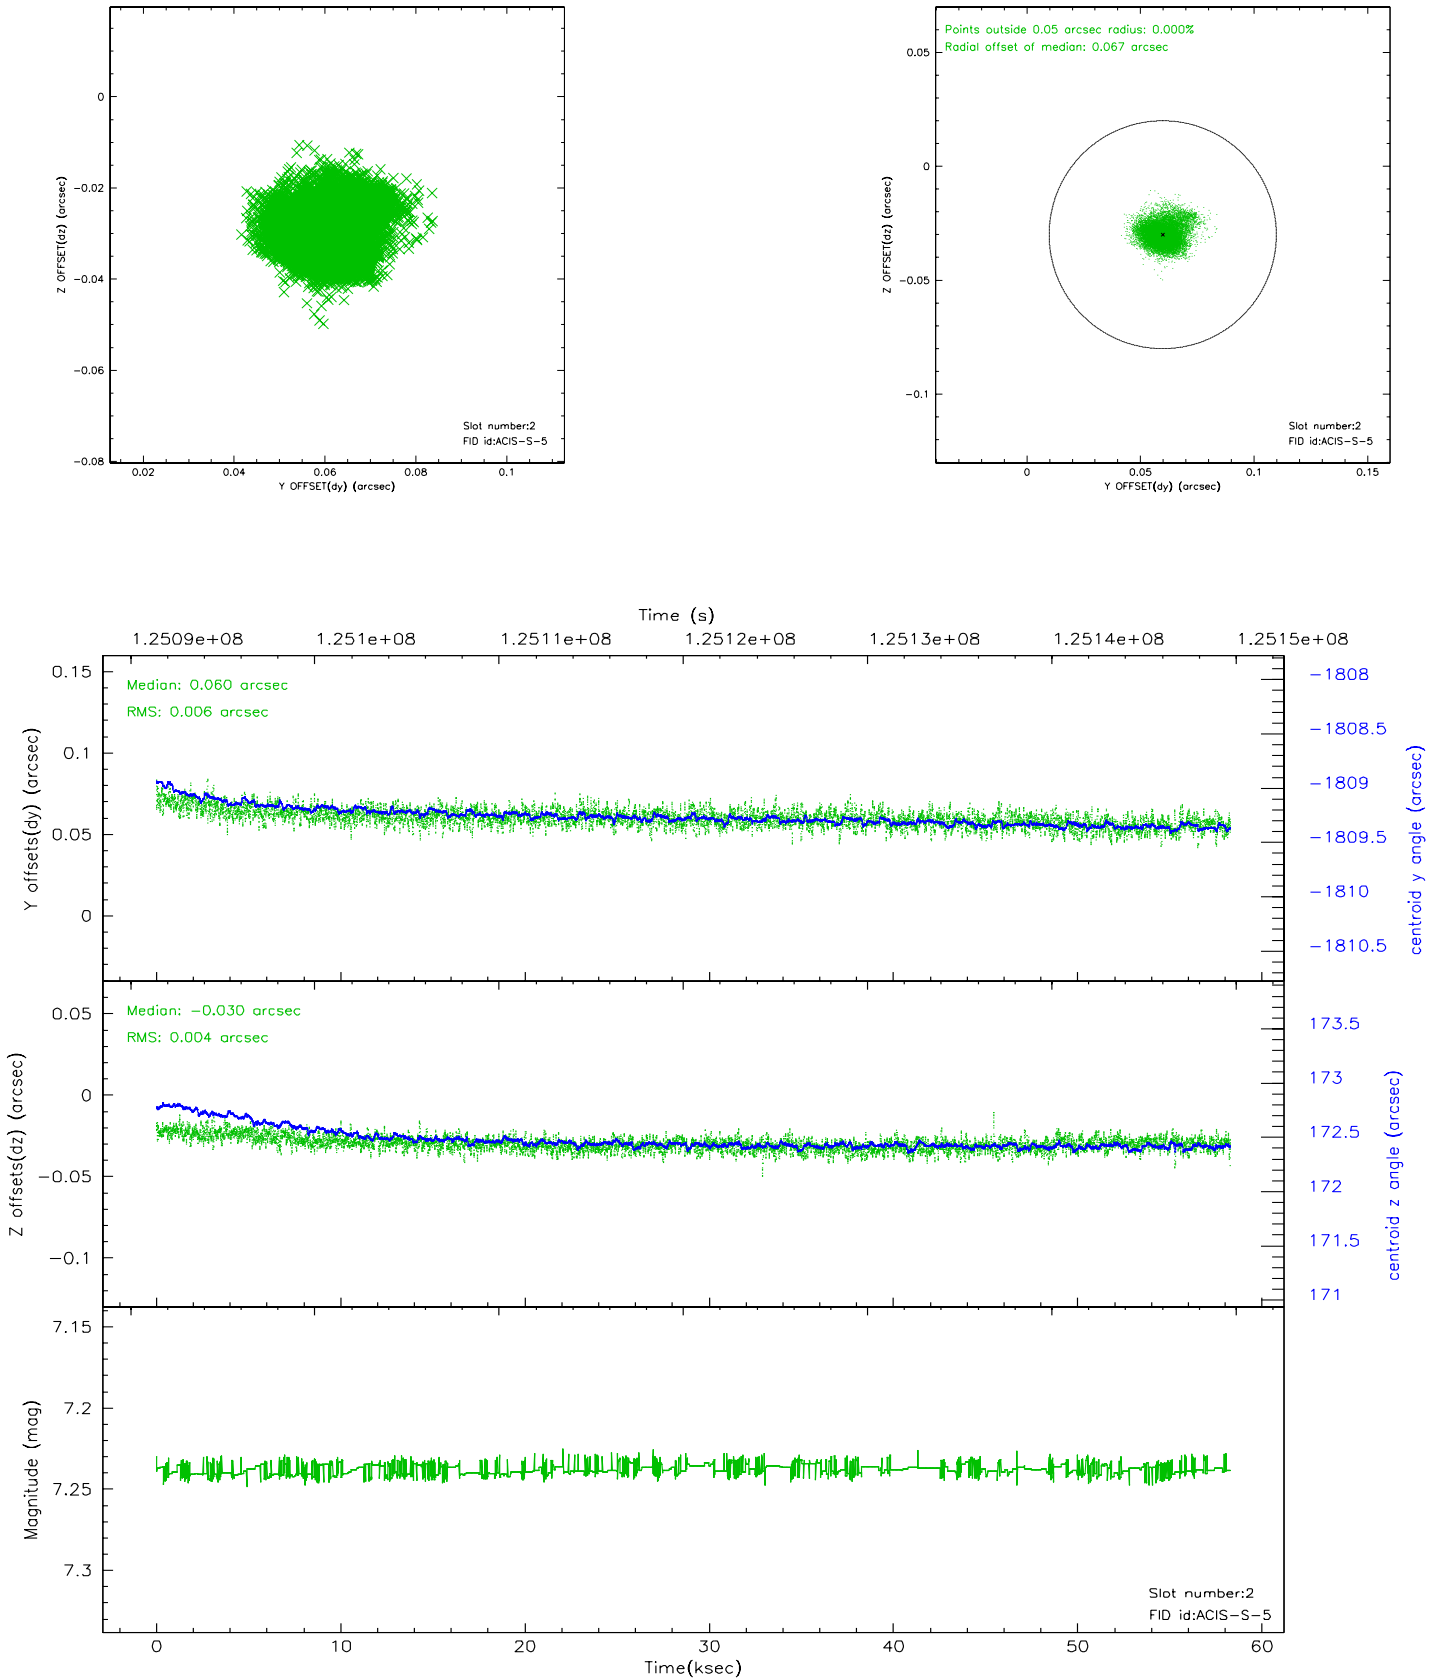 0
−0.02
−0.04
−0.06
−0.08
Z OFFSET(dz) (arcsec)
0.02
0.04
0.06
0.08
0.1
Y OFFSET(dy) (arcsec)
Slot number:2
FID id:ACIS−S−5
Points outside 0.05 arcsec radius: 0.000%
Radial offset of median: 0.067 arcsec
0.05
0
−0.05
−0.1
Z OFFSET(dz) (arcsec)
0
0.05
0.1
0.15
Y OFFSET(dy) (arcsec)
Slot number:2
FID id:ACIS−S−5
Time (s)
1.2509e+08
1.251e+08
1.2511e+08
1.2512e+08
1.2513e+08
1.2514e+08
1.2515e+08
Median: 0.060 arcsec
RMS: 0.006 arcsec
0.15
0.1
0.05
0
Y offsets(dy) (arcsec)
−1808
−1808.5
−1809
−1809.5
−1810
−1810.5
centroid y angle (arcsec)
Median: −0.030 arcsec
RMS: 0.004 arcsec
0.05
0
−0.05
−0.1
Z offsets(dz) (arcsec)
173.5
173
172.5
172
171.5
171
centroid z angle (arcsec)
7.15
7.2
7.25
7.3
Magnitude (mag)
Slot number:2
FID id:ACIS−S−5
0
10
20
30
40
50
60
Time(ksec)